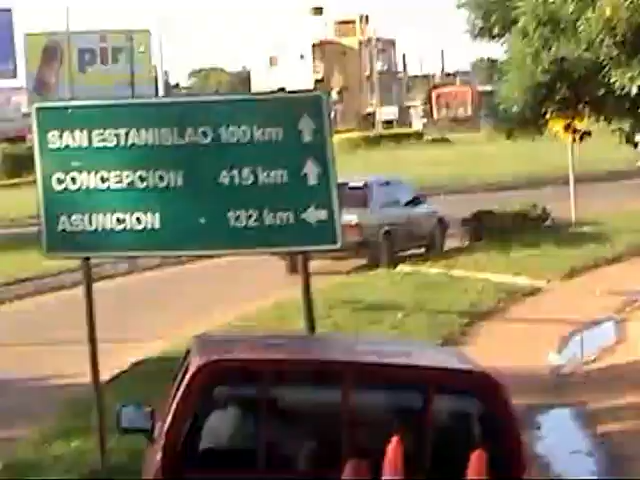 pir
SAN ESTANISLAO 100 km
CONCEPCION 415 km
ASUNCION 132 km